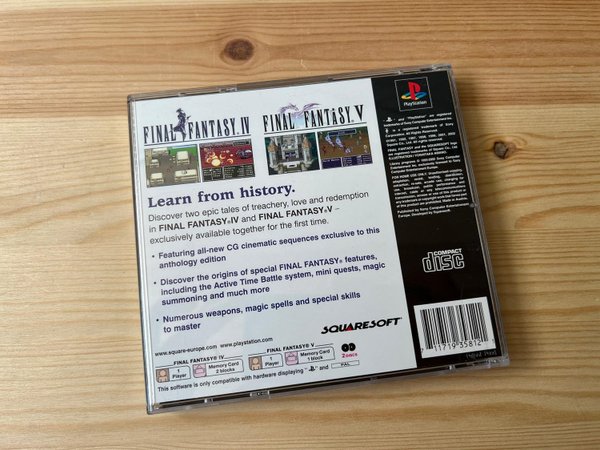 FINAL FANTASY IV
FINAL FANTASY V
Learn from history.
Discover two epic tales of treachery, love and redemption
in FINAL FANTASY® IV and FINAL FANTASY® V –
exclusively available together for the first time.
• Featuring all-new CG cinematic sequences exclusive to this
anthology edition
• Discover the origins of special FINAL FANTASY® features,
including the Active Time Battle system, mini quests, magic
summoning and much more
• Numerous weapons, magic spells and special skills
to master
SQUARESOFT
www.square-europe.com www.playstation.com
FINAL FANTASY® IV
1 Player
Memory Card
2 blocks
FINAL FANTASY® V
1 Player
Memory Card
1 block
2 DISCS
This software is only compatible with hardware displaying
and
PAL
PlayStation
COMPACT
disc
7 11719 35812